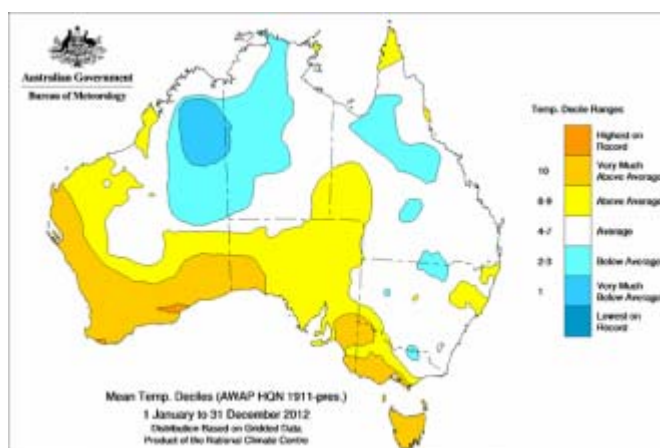 Australian Government
Bureau of Meteorology
Temp. Decile Ranges
Highest on
Record
10
Very Much
Above Average
8-9
Above Average
4-7
Average
2-3
Below Average
1
Very Much
Below Average
Lowest on
Record
Mean Temp. Deciles (AWAP HQN 1911-pres.)
1 January to 31 December 2012
Distribution Based on Gridded Data
Product of the National Climate Centre